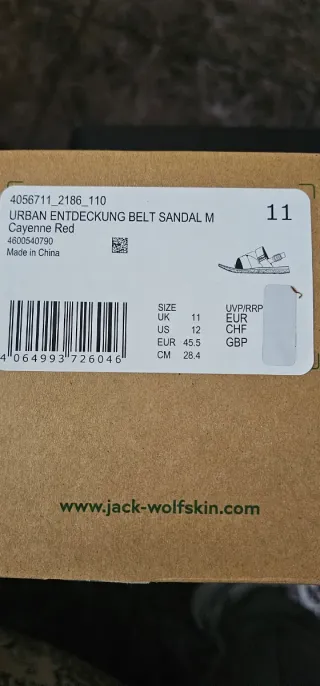 4056711_2186_110
URBAN ENTDECKUNG BELT SANDAL M
11
Cayenne Red
4600540790
Made in China
SIZE
UK 11
US 12
EUR 45.5
CM 28.4
UVP/RRP
EUR
CHF
GBP
4 064993 726046
www.jack-wolfskin.com